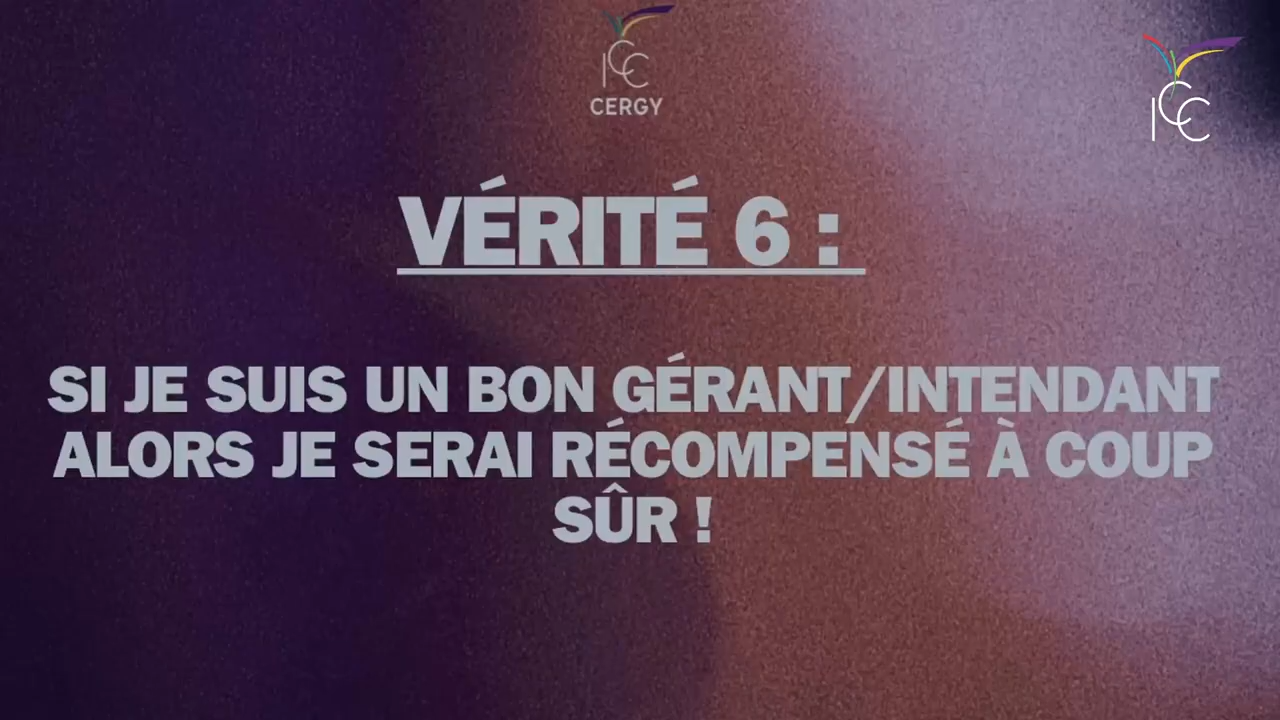 ICC
CERGY
ICC
VÉRITÉ 6 :
SI JE SUIS UN BON GÉRANT/INTENDANT
ALORS JE SERAI RÉCOMPENSÉ À COUP
SÛR !